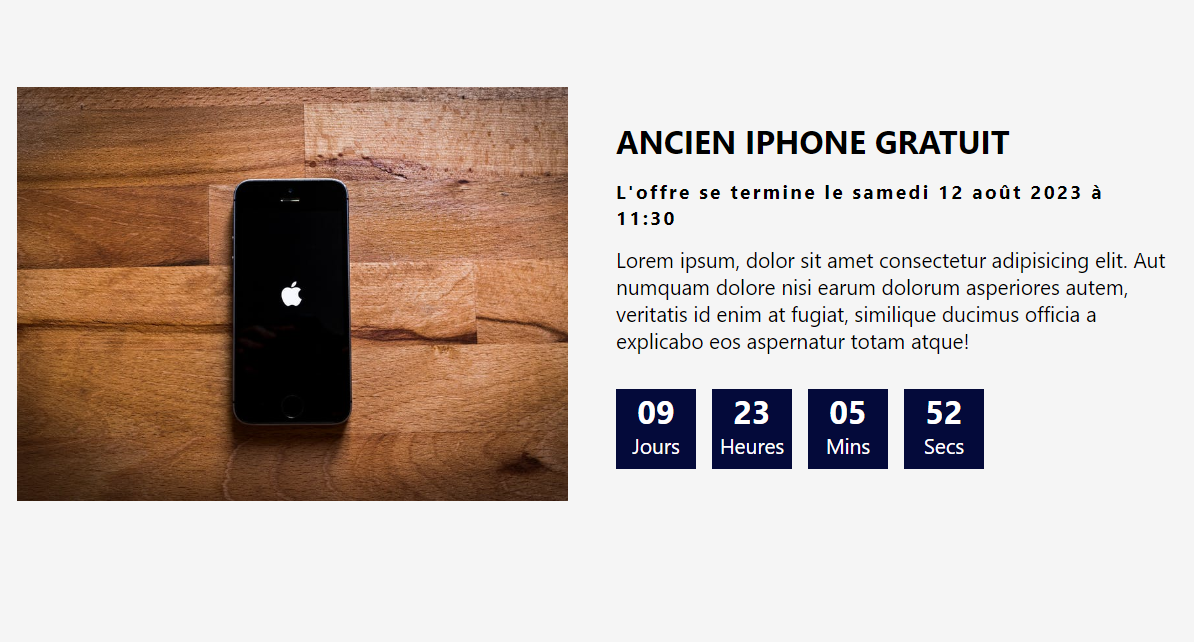 ANCIEN IPHONE GRATUIT
L'offre se termine le samedi 12 août 2023 à
11:30
Lorem ipsum, dolor sit amet consectetur adipisicing elit. Aut
numquam dolore nisi earum dolorum asperiores autem,
veritatis id enim at fugiat, similique ducimus officia a
explicabo eos aspernatur totam atque!
09 23 05 52
Jours Heures Mins Secs